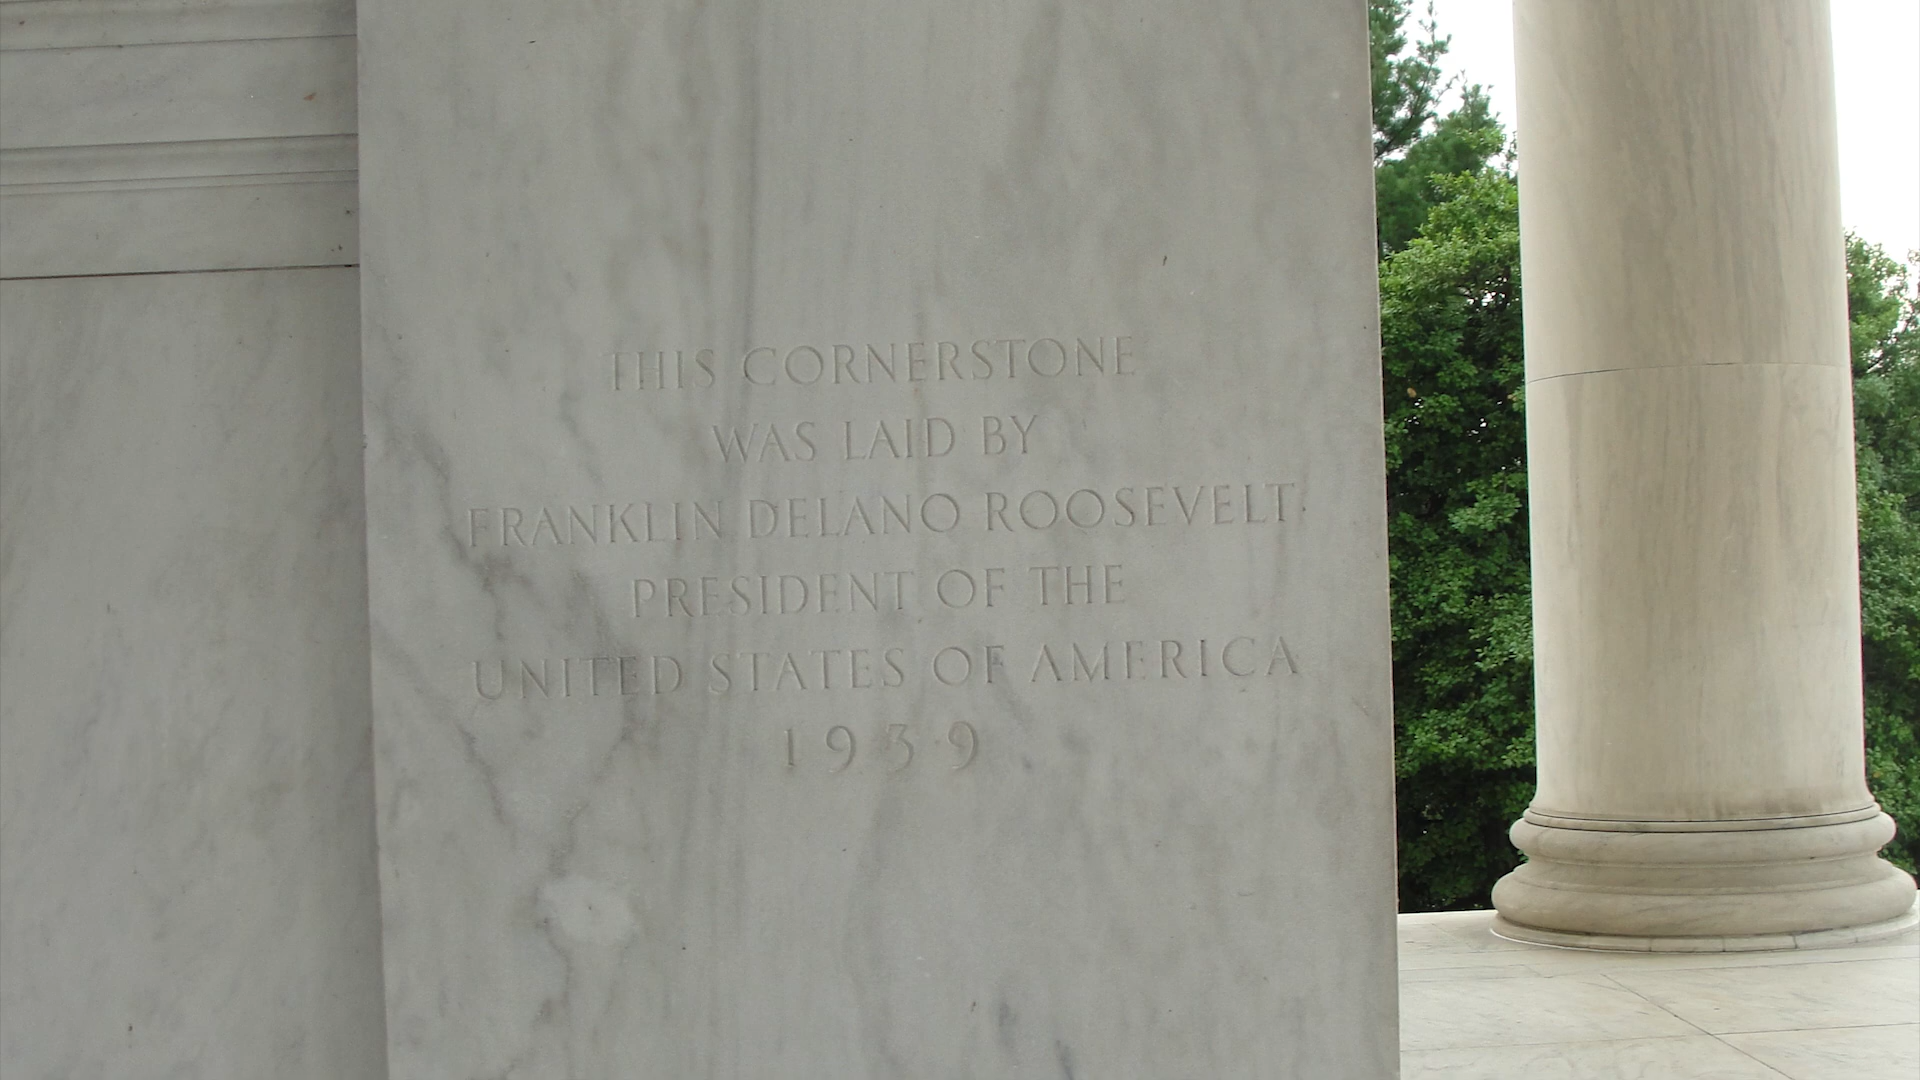 THIS CORNERSTONE
WAS LAID BY
FRANKLIN DELANO ROOSEVELT
PRESIDENT OF THE
UNITED STATES OF AMERICA
1939